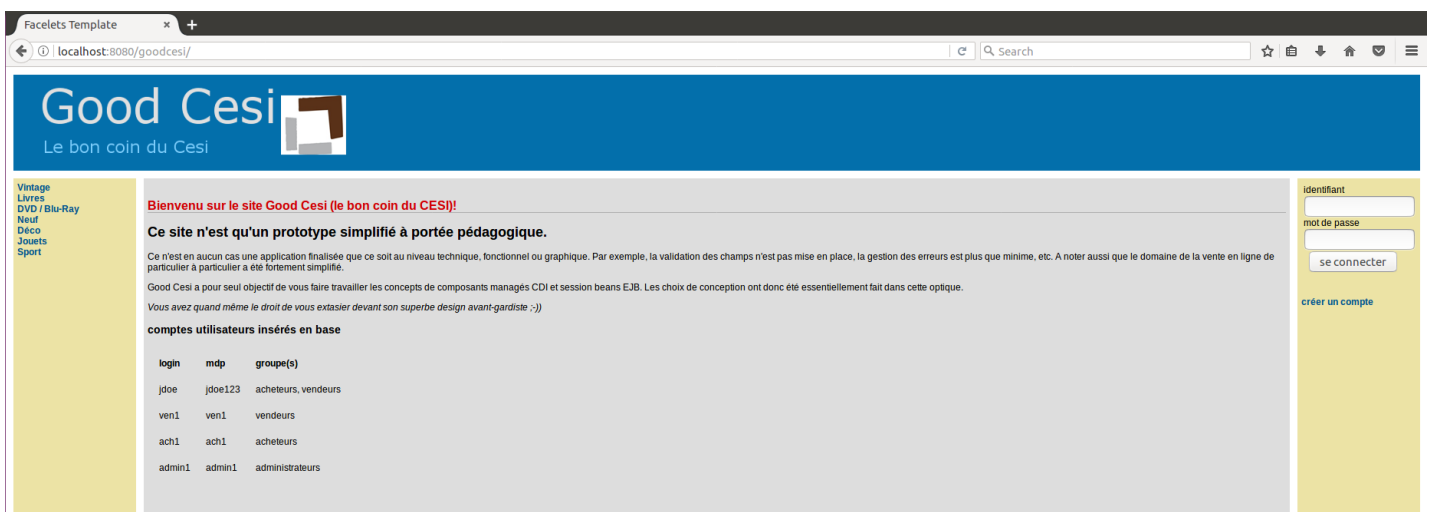 Facelets Template
localhost:8080/goodcesi/
Search
Good Cesi
Le bon coin du Cesi
Vintage
Livres
DVD / Blu-Ray
Neuf
Déco
Jouets
Sport
Bienvenu sur le site Good Cesi (le bon coin du CESI)!
Ce site n'est qu'un prototype simplifié à portée pédagogique.
Ce n'est en aucun cas une application finalisée que ce soit au niveau technique, fonctionnel ou graphique. Par exemple, la validation des champs n'est pas mise en place, la gestion des erreurs est plus que minime, etc. A noter aussi que le domaine de la vente en ligne de
particulier à particulier a été fortement simplifié.
Good Cesi a pour seul objectif de vous faire travailler les concepts de composants managés CDI et session beans EJB. Les choix de conception ont donc été essentiellement fait dans cette optique.
Vous avez quand même le droit de vous extasier devant son superbe design avant-gardiste ;-))
comptes utilisateurs insérés en base
login mdp groupe(s)
jdoe jdoe123 acheteurs, vendeurs
ven1 ven1 vendeurs
ach1 ach1 acheteurs
admin1 admin1 administrateurs
identifiant
mot de passe
se connecter
créer un compte